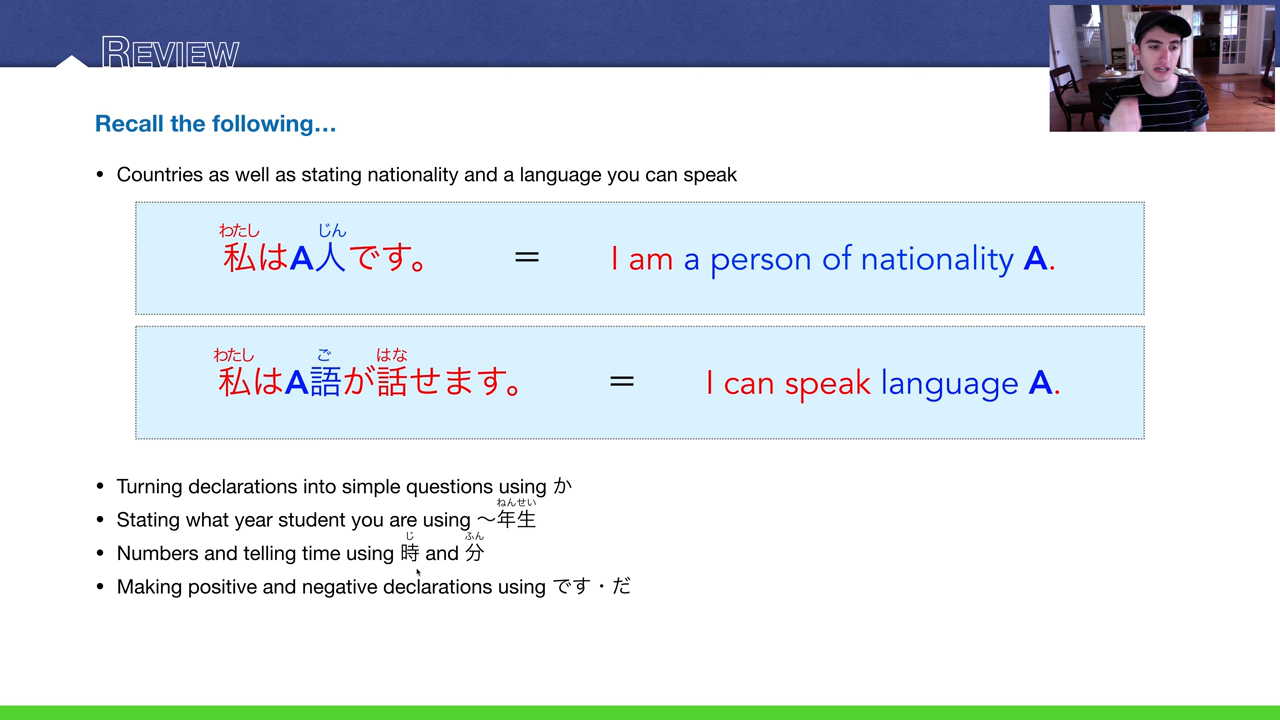 REVIEW
Recall the following…
• Countries as well as stating nationality and a language you can speak
わたし じん
私はA人です。 = I am a person of nationality A.
わたし ご はな
私はA語が話せます。 = I can speak language A.
• Turning declarations into simple questions using か
ねんせい
• Stating what year student you are using 〜年生
じ ふん
• Numbers and telling time using 時 and 分
• Making positive and negative declarations using です・だ